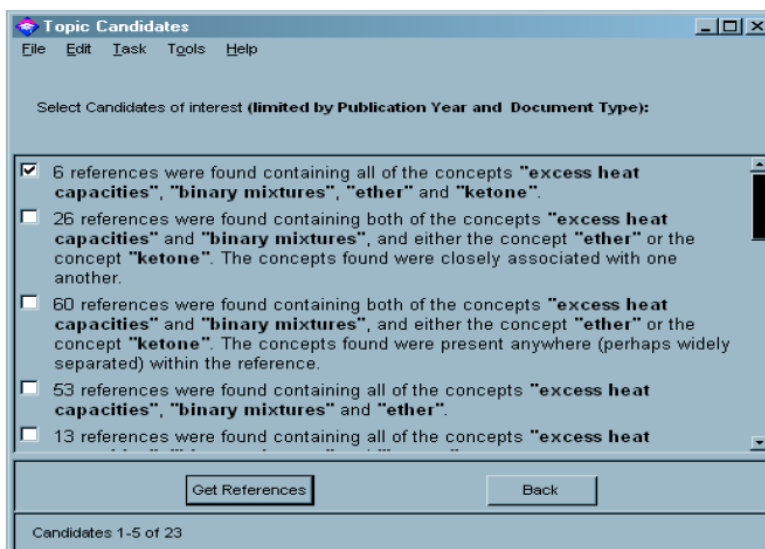 Topic Candidates
File Edit Task Tools Help
Select Candidates of interest (limited by Publication Year and Document Type):
6 references were found containing all of the concepts "excess heat
capacities", "binary mixtures", "ether" and "ketone".
26 references were found containing both of the concepts "excess heat
capacities" and "binary mixtures", and either the concept "ether" or the
concept "ketone". The concepts found were closely associated with one
another.
60 references were found containing both of the concepts "excess heat
capacities" and "binary mixtures", and either the concept "ether" or the
concept "ketone". The concepts found were present anywhere (perhaps widely
separated) within the reference.
53 references were found containing all of the concepts "excess heat
capacities", "binary mixtures" and "ether".
13 references were found containing all of the concepts "excess heat
Get References Back
Candidates 1-5 of 23